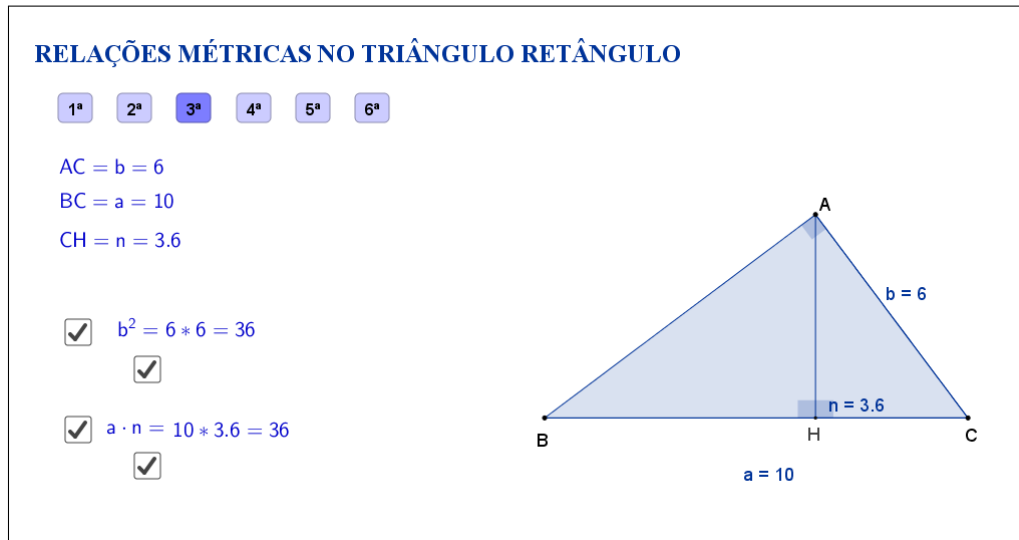 RELAÇÕES MÉTRICAS NO TRIÂNGULO RETÂNGULO
1ª 2ª 3ª 4ª 5ª 6ª
AC = b = 6
BC = a = 10
CH = n = 3.6
b² = 6 ∗ 6 = 36
a · n = 10 ∗ 3.6 = 36
A
b = 6
n = 3.6
B H C
a = 10